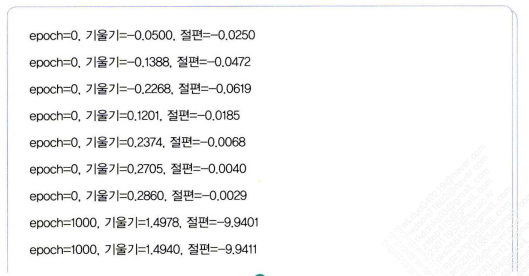 epoch=0, 기울기=-0.0500, 절편=-0.0250
epoch=0, 기울기=-0.1388, 절편=-0.0472
epoch=0, 기울기=-0.2268, 절편=-0.0619
epoch=0, 기울기=0.1201, 절편=-0.0185
epoch=0, 기울기=0.2374, 절편=-0.0068
epoch=0, 기울기=0.2705, 절편=-0.0040
epoch=0, 기울기=0.2860, 절편=-0.0029
epoch=1000, 기울기=1.4978, 절편=-9.9401
epoch=1000, 기울기=1.4940, 절편=-9.9411